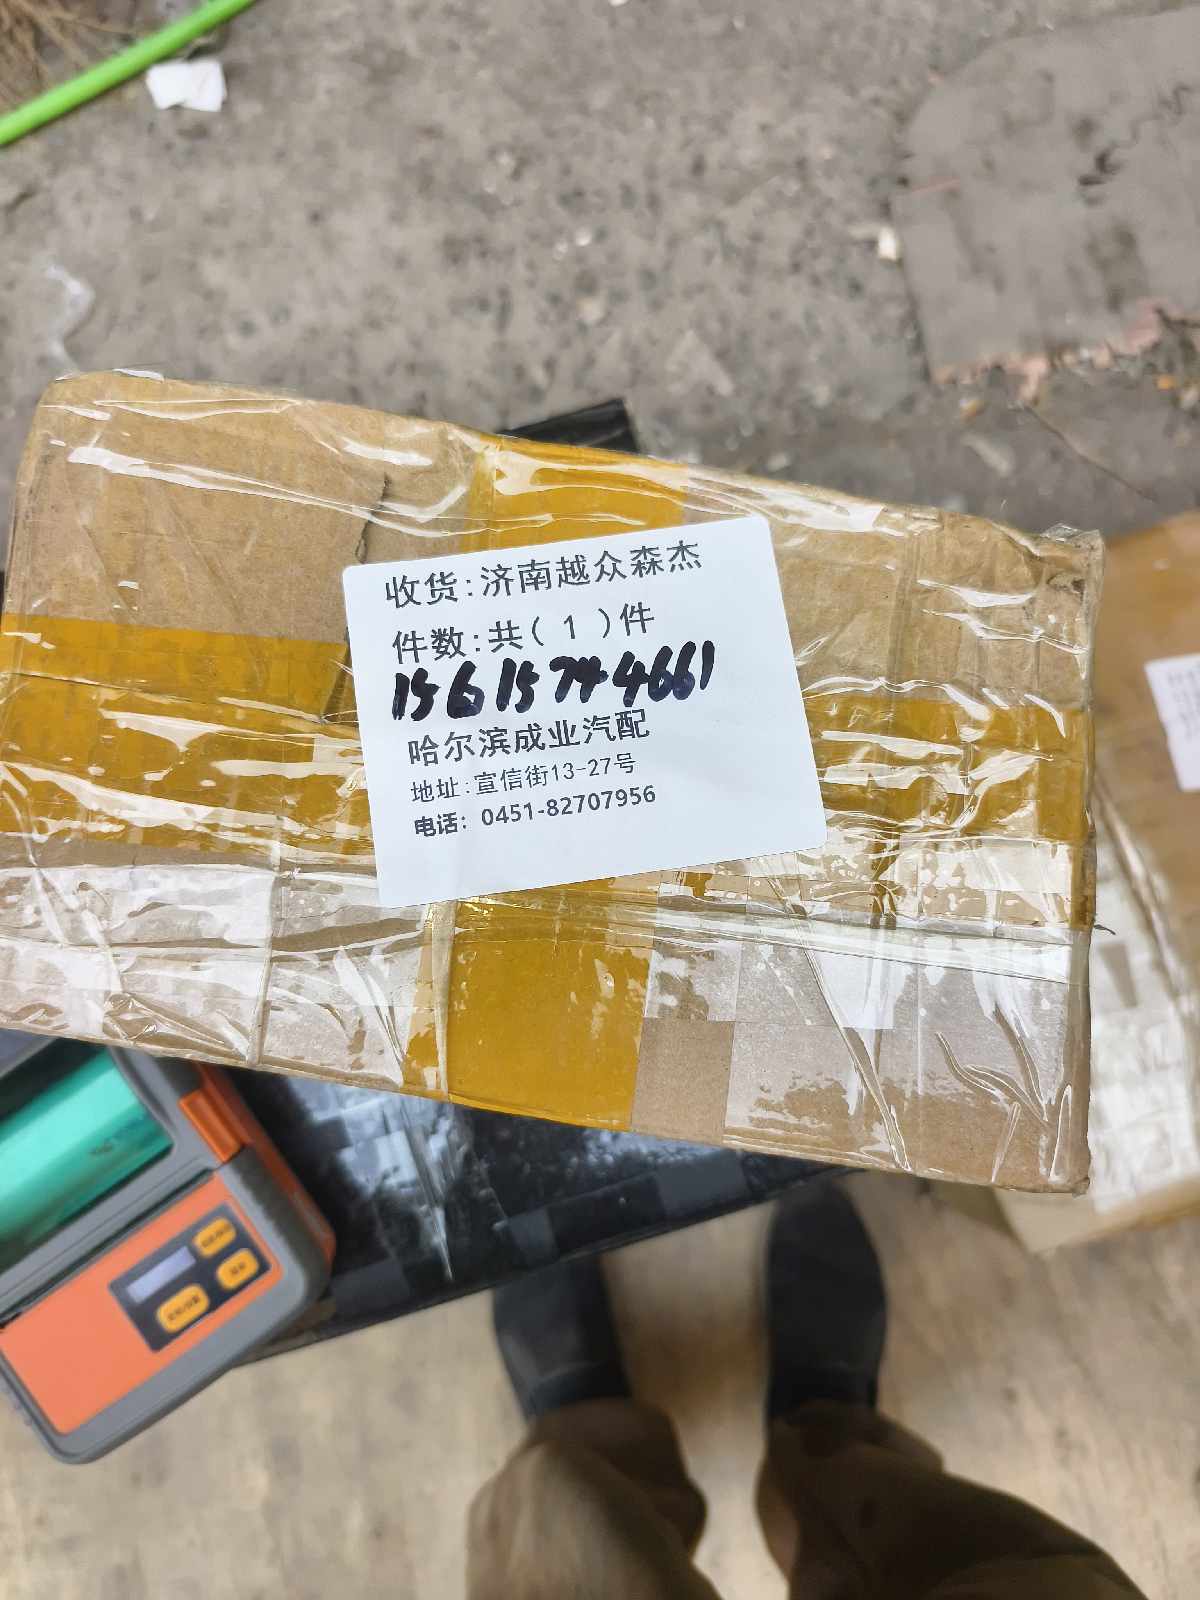 收货:济南越众森杰
件数:共( 1 )件
15615744661
哈尔滨成业汽配
地址:宣信街13-27号
电话: 0451-82707956